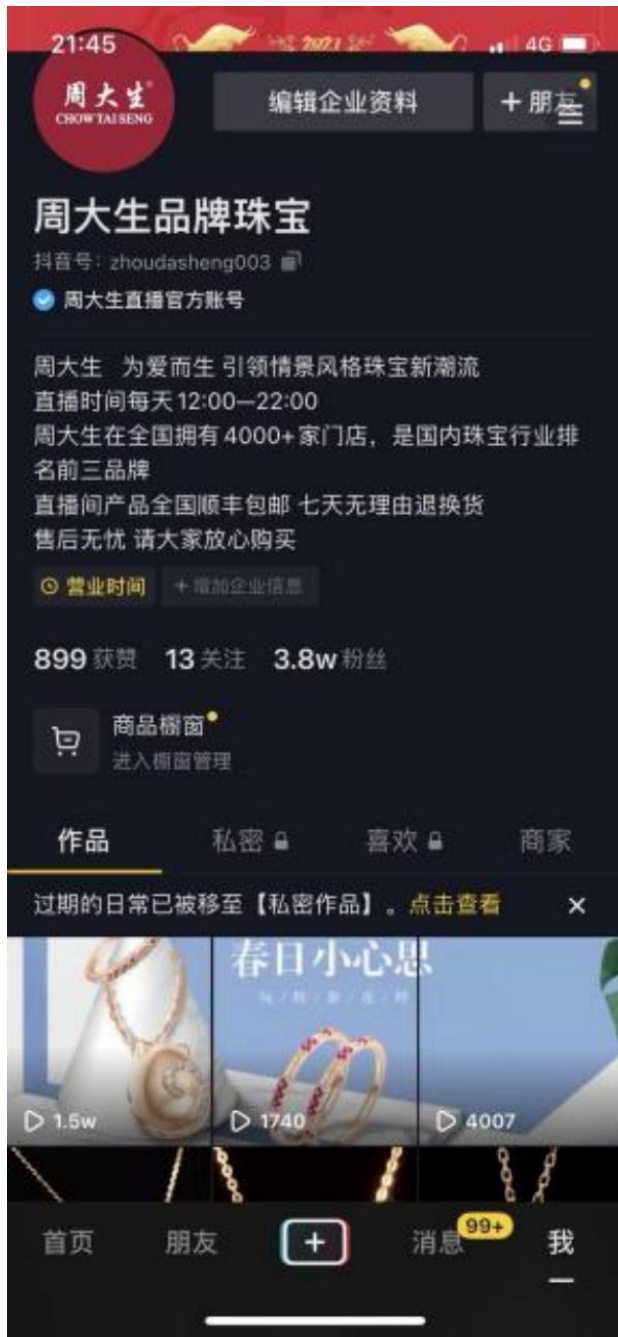 21:45
2021
4G
周大生
CHOW TAI SENG
编辑企业资料
+ 朋友
周大生品牌珠宝
抖音号：zhoudasheng003
周大生直播官方账号
周大生 为爱而生 引领情景风格珠宝新潮流
直播时间每天12:00—22:00
周大生在全国拥有4000+家门店，是国内珠宝行业排
名前三品牌
直播间产品全国顺丰包邮 七天无理由退换货
售后无忧 请大家放心购买
营业时间
+ 增加企业信息
899 获赞 13 关注 3.8w 粉丝
商品橱窗
进入橱窗管理
作品 私密 喜欢 商家
过期的日常已被移至【私密作品】。点击查看 ×
春日小心思
1.5w 1740 4007
首页 朋友 + 消息 99+ 我